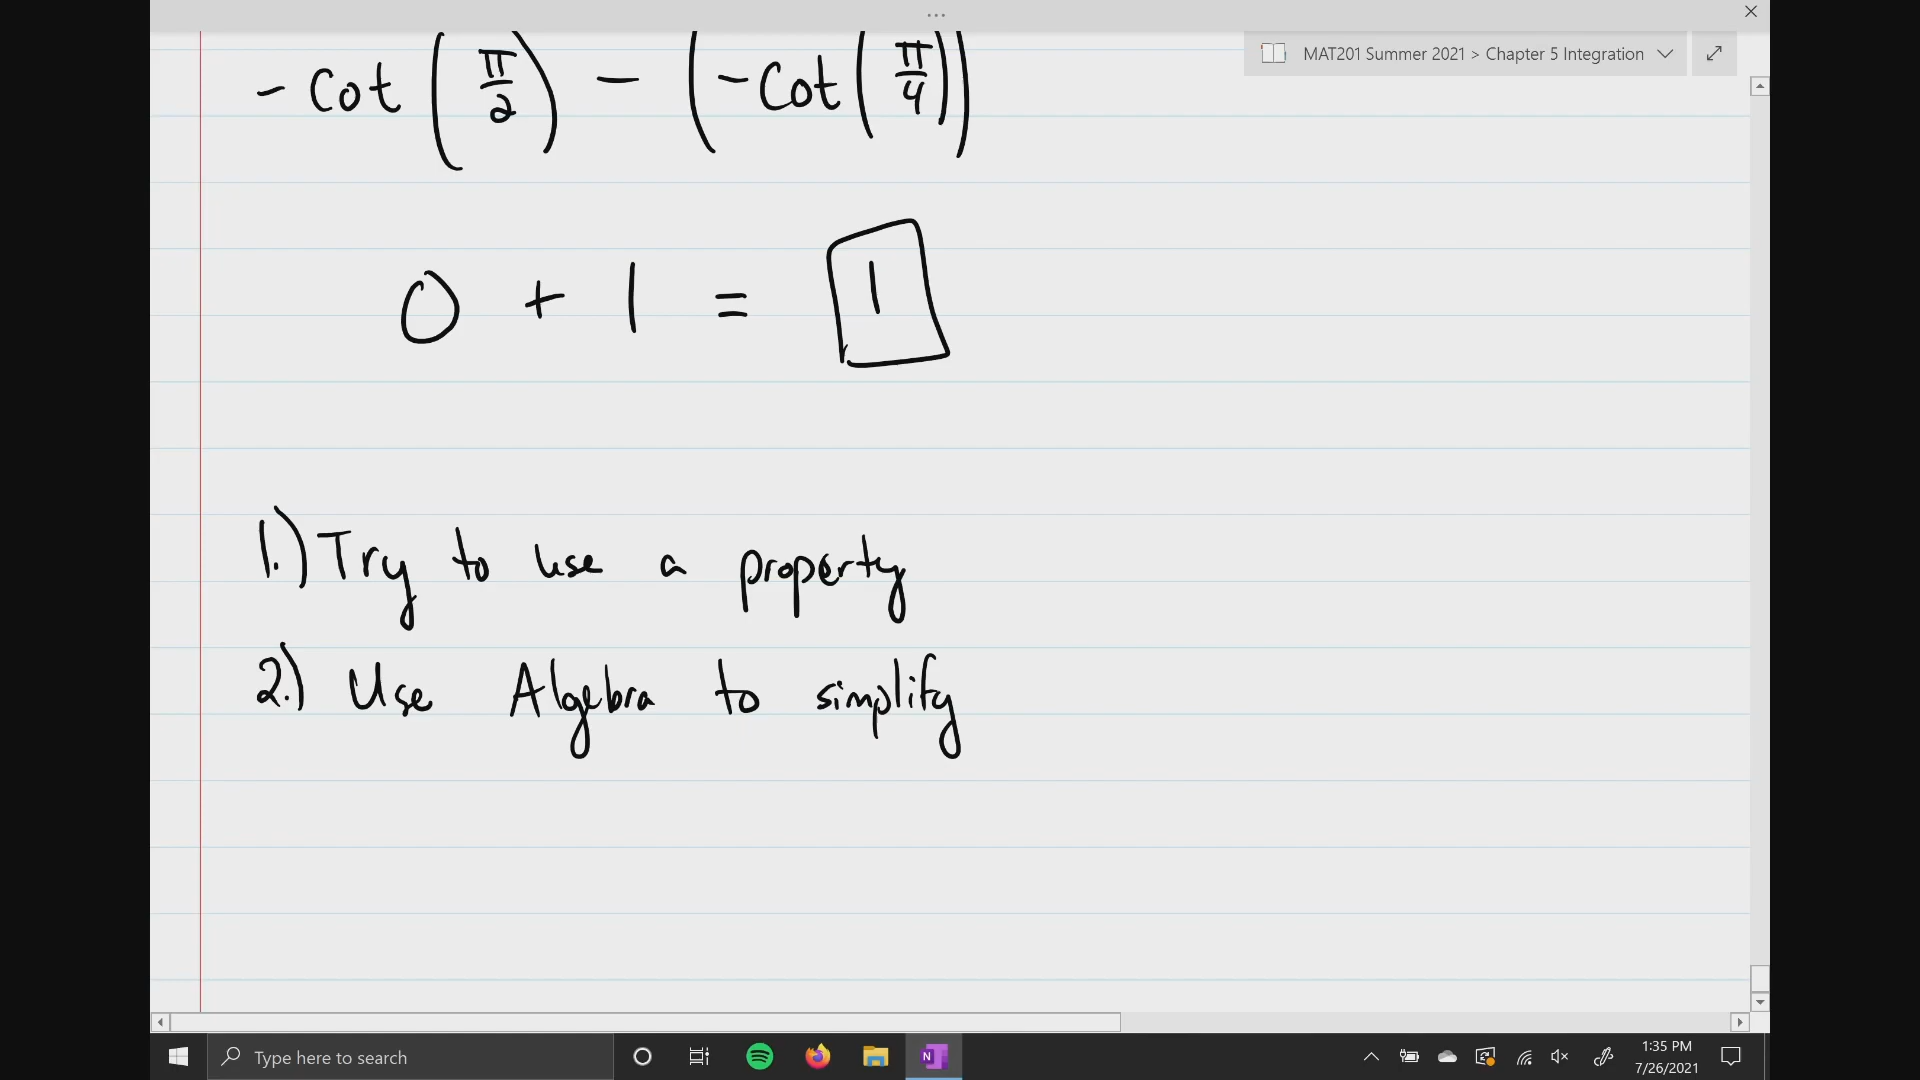 ...
MAT201 Summer 2021 > Chapter 5 Integration
- Cot (π/2) - (-Cot(π/4))
0 + 1 = 1
1.) Try to use a property
2.) Use Algebra to simplify
Type here to search
N
1:35 PM
7/26/2021